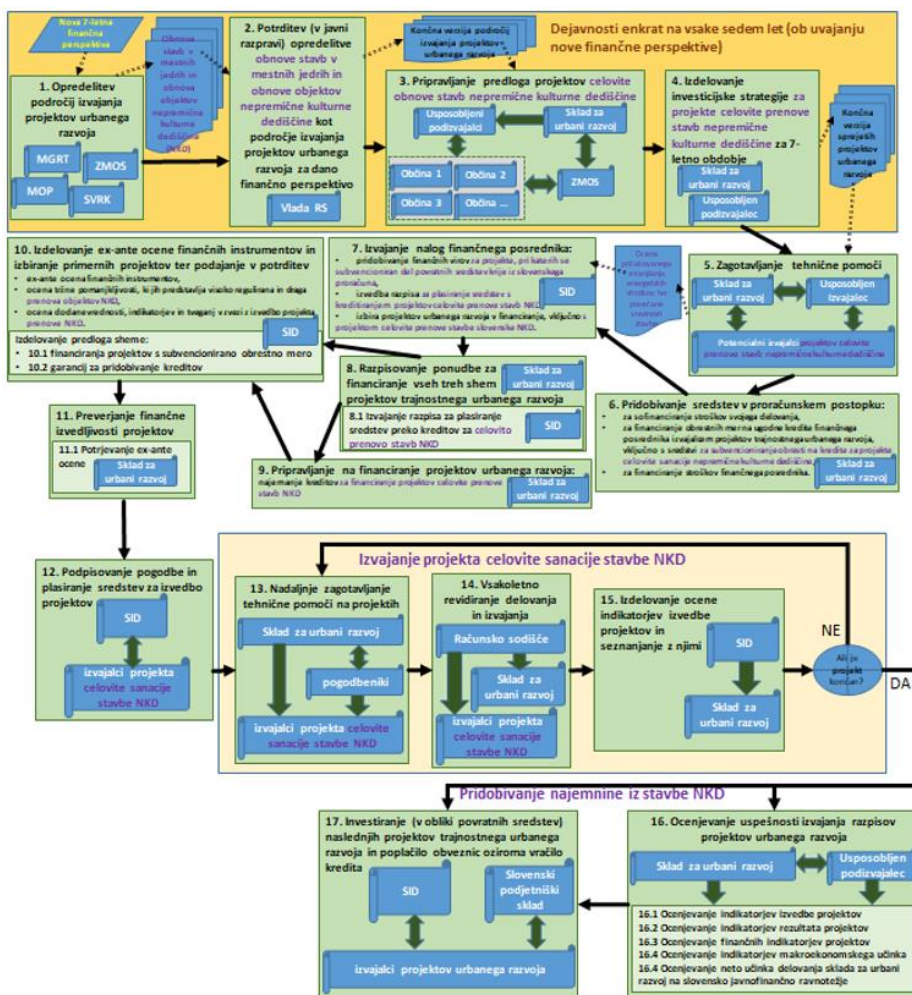 Nova 7-letna
finančna
perspektiva
Obnova
stavb v
mestnih
jedrih in
obnova
objektov
nepremične
kulturne
dediščine
(NKD)
1. Opredelitev
področij izvajanja
projektov urbanega
razvoja
MGRT
ZMOS
MOP
SVRK
2. Potrditev (v javni
razpravi) opredelitve
obnove stavb v
mestnih jedrih in
obnove objektov
nepremične kulturne
dediščine kot
področje izvajanja
projektov urbanega
razvoja za dano
finančno perspektivo
Vlada RS
Končna verzija področij
izvajanja projektov
urbanega razvoja
Dejavnosti enkrat na vsake sedem let (ob uvajanju
nove finančne perspektive)
3. Pripravljanje predloga projektov celovite
obnove stavb nepremične kulturne dediščine
Usposobljeni
podizvajalci
Sklad za
urbani razvoj
Občina 1
Občina 2
Občina 3
Občina ...
ZMOS
4. Izdelovanje
investicijske strategije za
projekte celovite prenove
stavb nepremične
kulturne dediščine za 7-
letno obdobje
Sklad za
urbani razvoj
Usposobljeni
podizvajalec
Končna
verzija
sprejetih
projektov
urbanega
razvoja
10. Izdelovanje ex-ante ocene finančnih instrumentov in
izbiranje primernih projektov ter podajanje v potrditev
• ex-ante ocena finančnih instrumentov,
• ocena tržne pomanjkljivosti, ki jih predstavlja visoko regulirana in draga
prenova objektov NKD,
• ocena dodane vrednosti, indikatorjev in tveganj v zvezi z izvedbo projekta
prenove NKD.
SID
Izdelovanje predloga sheme:
• 10.1 financiranja projektov s subvencionirano obrestno mero
• 10.2 garancij za pridobivanje kreditov
7. Izvajanje nalog finančnega posrednika:
• pridobivanje finančnih virov za projekte, pri katerih se
subvencioniran del povratnih sredstev krije iz slovenskega
proračuna,
• izvedba razpisa za plasiranje sredstev s
kreditiranjem projektov celovite prenove stavb NKD
• izbira projektov urbanega razvoja v financiranje, vključno s
projektom celovite prenove stavbe slovenske NKD.
SID
5. Zagotavljanje tehnične pomoči
Sklad za
urbani razvoj
Usposobljen
izvajalec
Potencialni izvajalci projektov celovite
prenove stavb nepremične kulturne dediščine
8. Razpisovanje ponudbe za
financiranje vseh treh shem
projektov trajnostnega urbanega razvoja
Sklad za
urbani razvoj
8.1 Izvajanje razpisa za plasiranje
sredstev preko kreditov za celovito
prenovo stavb NKD
SID
6. Pridobivanje sredstev v proračunskem postopku:
• za sofinanciranje stroškov svojega delovanja,
• za financiranje obrestnih mer na ugodne kredite finančnega
posrednika izvajalcem projektov trajnostnega urbanega razvoja,
vključno s sredstvi za subvencioniranje obresti na kredite za projekte
celovite sanacije nepremične kulturne dediščine,
• za financiranje stroškov finančnega posrednika.
Sklad za
urbani razvoj
11. Preverjanje finančne
izvedljivosti projektov
11.1 Potrjevanje ex-ante
ocene
Sklad za
urbani razvoj
9. Pripravljanje na financiranje projektov urbanega razvoja:
najemanje kreditov za financiranje projektov celovite prenove
stavb NKD
Sklad za
urbani razvoj
12. Podpisovanje pogodbe in
plasiranje sredstev za izvedbo
projektov
SID
izvajalci projekta
celovite sanacije
stavbe NKD
Izvajanje projekta celovite sanacije stavbe NKD
13. Nadaljnje zagotavljanje
tehnične pomoči na projektih
Sklad za urbani razvoj
pogodbeniki
izvajalci projekta celovite
sanacije stavbe NKD
14. Vsakoletno
revidiranje delovanja
in izvajanja
Računsko sodišče
Sklad za
urbani razvoj
izvajalci projekta
celovite sanacije
stavbe NKD
15. Izdelovanje ocene
indikatorjev izvedbe
projektov in
seznanjanje z njimi
SID
Sklad za
urbani razvoj
NE
Ali je
projekt
končan?
DA
Pridobivanje najemnine iz stavbe NKD
17. Investiranje (v obliki povratnih sredstev)
naslednjih projektov trajnostnega urbanega
razvoja in poplačilo obveznic oziroma vračilo
kredita
SID
Slovenski
podjetniški
sklad
izvajalci projektov urbanega razvoja
16. Ocenjevanje uspešnosti izvajanja razpisov
projektov urbanega razvoja
Sklad za urbani razvoj
Usposobljen
podizvajalec
16.1 Ocenjevanje indikatorjev izvedbe projektov
16.2 Ocenjevanje indikatorjev rezultata projektov
16.3 Ocenjevanje finančnih indikatorjev projektov
16.4 Ocenjevanje indikatorjev makroekonomskega učinka
16.4 Ocenjevanje neto učinka delovanja sklada za urbani
razvoj na slovensko javnofinančno ravnotežje